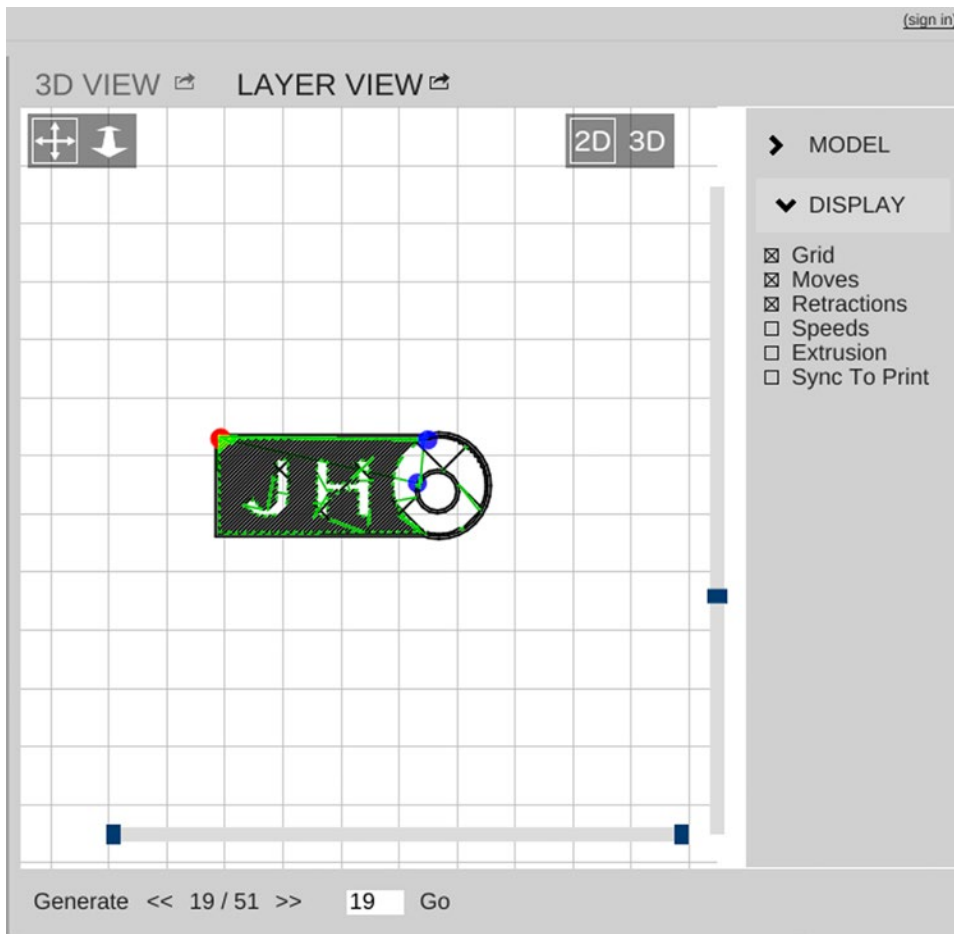 (sign in)
3D VIEW LAYER VIEW
2D 3D
MODEL
DISPLAY
Grid
Moves
Retractions
Speeds
Extrusion
Sync To Print
JH
Generate << 19 / 51 >> 19 Go